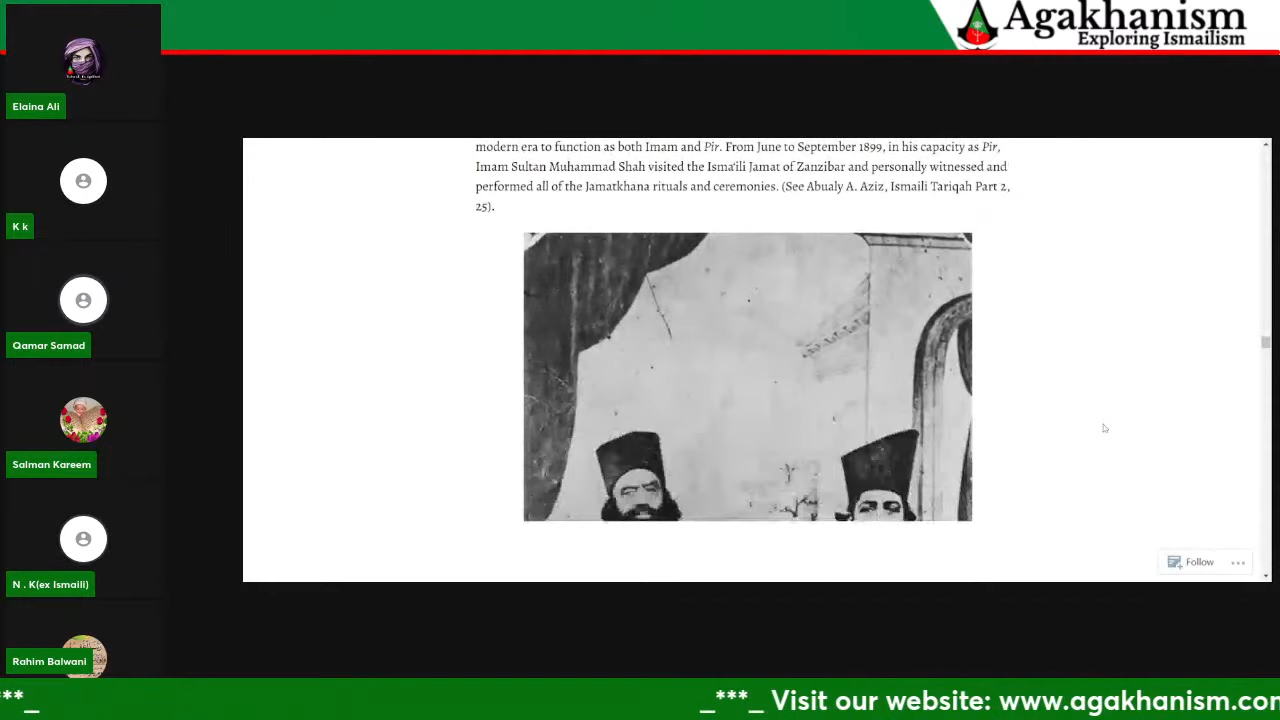 Agakhanism
Exploring Ismailism
Elaina Ali
K k
Qamar Samad
Salman Kareem
N . K(ex Ismaili)
Rahim Balwani
modern era to function as both Imam and Pir. From June to September 1899, in his capacity as Pir,
Imam Sultan Muhammad Shah visited the Isma'ili Jamat of Zanzibar and personally witnessed and
performed all of the Jamatkhana rituals and ceremonies. (See Abualy A. Aziz, Ismaili Tariqah Part 2,
25).
Follow
***_ _***_ Visit our website: www.agakhanism.com